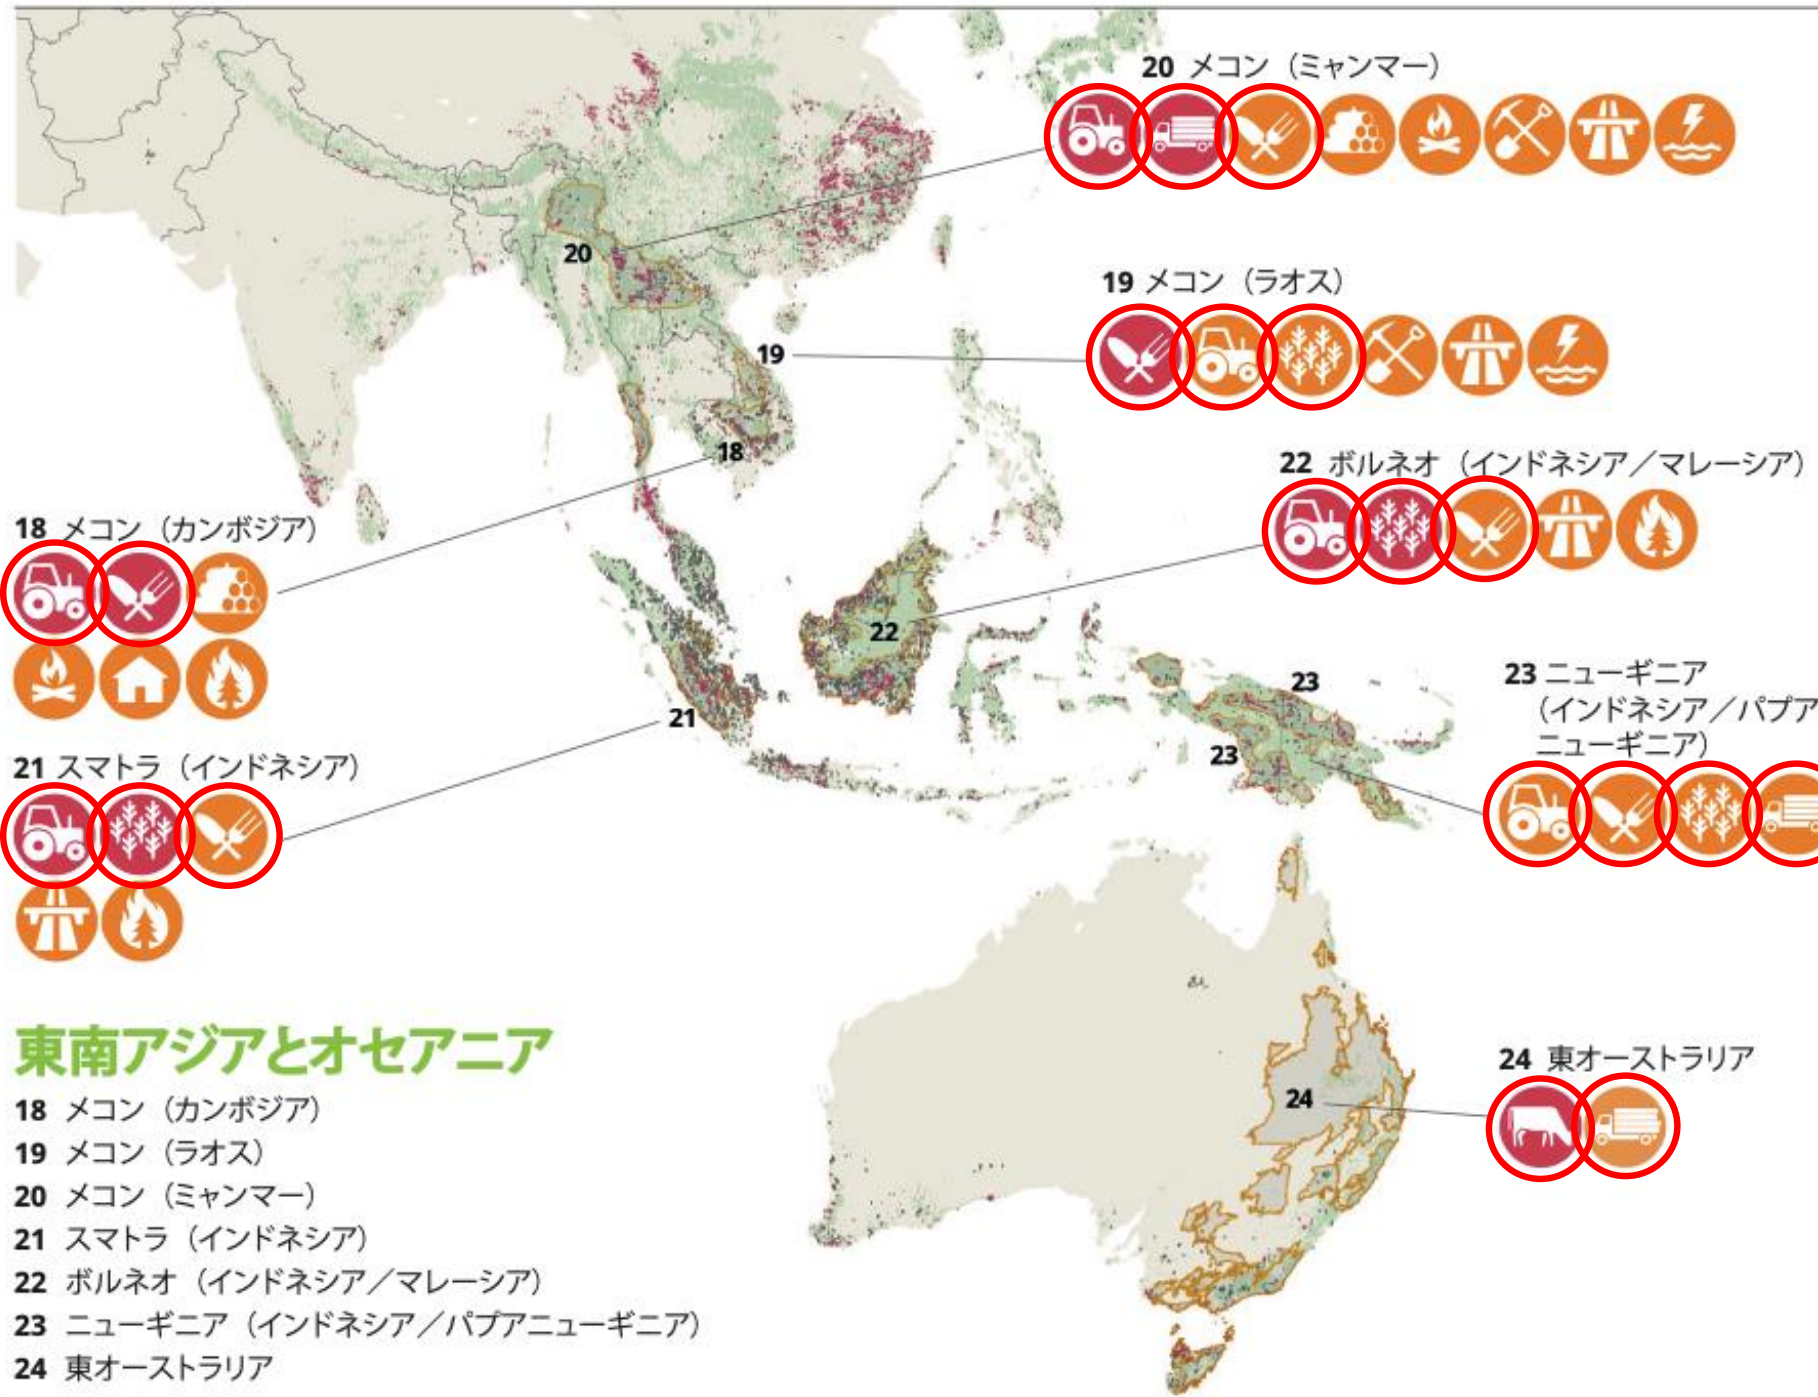 20 メコン（ミャンマー）
20
19 メコン（ラオス）
19
22 ボルネオ（インドネシア／マレーシア）
18
18 メコン（カンボジア）
22
23 ニューギニア
（インドネシア／パプア
ニューギニア）
23
21
23
21 スマトラ（インドネシア）
東南アジアとオセアニア
24 東オーストラリア
24
18 メコン（カンボジア）
19 メコン（ラオス）
20 メコン（ミャンマー）
21 スマトラ（インドネシア）
22 ボルネオ（インドネシア／マレーシア）
23 ニューギニア（インドネシア／パプアニューギニア）
24 東オーストラリア